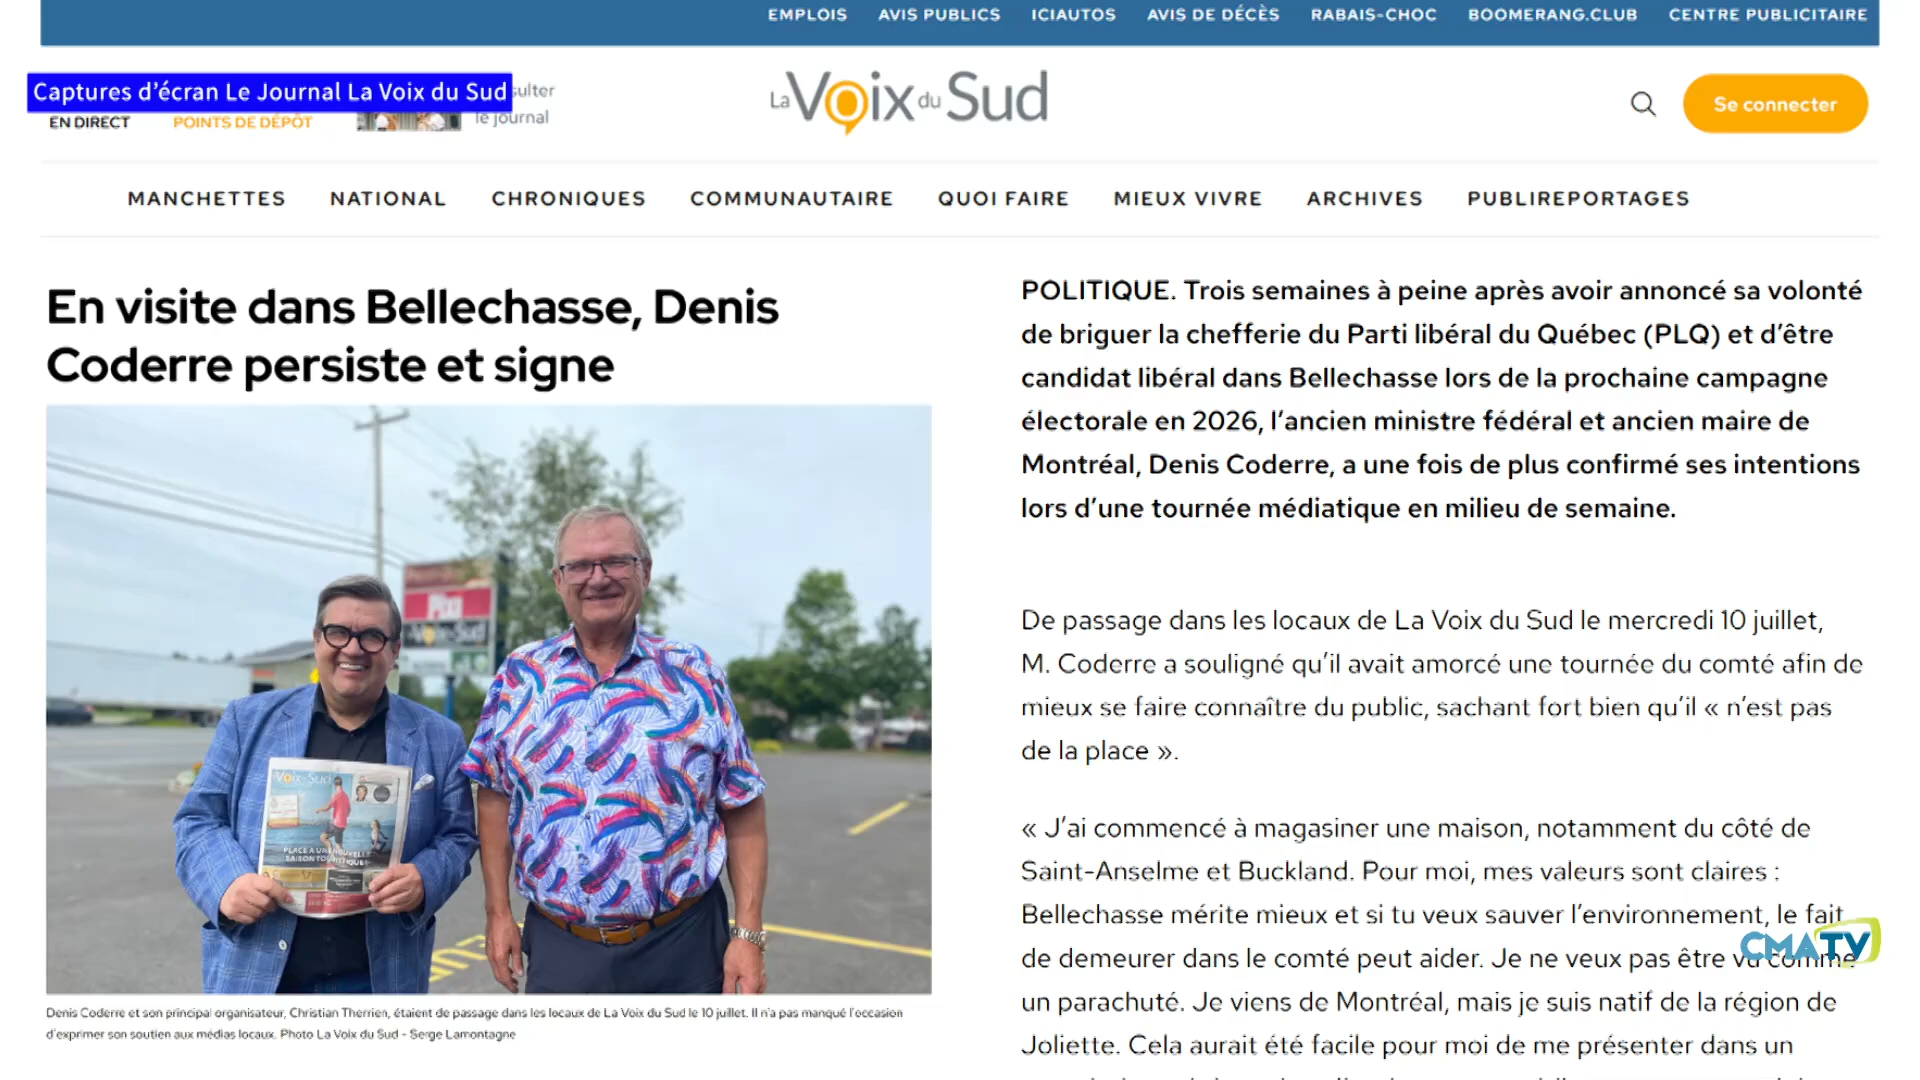 EMPLOIS AVIS PUBLICS ICIAUTOS AVIS DE DÉCÈS RABAIS-CHOC BOOMERANG.CLUB CENTRE PUBLICITAIRE
Captures d'écran Le Journal La Voix du Sud
EN DIRECT POINTS DE DÉPÔT le journal
La Voix du Sud
Se connecter
MANCHETTES NATIONAL CHRONIQUES COMMUNAUTAIRE QUOI FAIRE MIEUX VIVRE ARCHIVES PUBLIREPORTAGES
En visite dans Bellechasse, Denis
Coderre persiste et signe
Voix du Sud
PLACE À UNE NOUVELLE
SAISON TOURISTIQUE
Denis Coderre et son principal organisateur, Christian Therrien, étaient de passage dans les locaux de La Voix du Sud le 10 juillet. Il n'a pas manqué l'occasion
d'exprimer son soutien aux médias locaux. Photo La Voix du Sud - Serge Lamontagne
POLITIQUE. Trois semaines à peine après avoir annoncé sa volonté
de briguer la chefferie du Parti libéral du Québec (PLQ) et d'être
candidat libéral dans Bellechasse lors de la prochaine campagne
électorale en 2026, l'ancien ministre fédéral et ancien maire de
Montréal, Denis Coderre, a une fois de plus confirmé ses intentions
lors d'une tournée médiatique en milieu de semaine.
De passage dans les locaux de La Voix du Sud le mercredi 10 juillet,
M. Coderre a souligné qu'il avait amorcé une tournée du comté afin de
mieux se faire connaître du public, sachant fort bien qu'il « n'est pas
de la place ».
« J'ai commencé à magasiner une maison, notamment du côté de
Saint-Anselme et Buckland. Pour moi, mes valeurs sont claires :
Bellechasse mérite mieux et si tu veux sauver l'environnement, le fait
de demeurer dans le comté peut aider. Je ne veux pas être vu comme
un parachuté. Je viens de Montréal, mais je suis natif de la région de
Joliette. Cela aurait été facile pour moi de me présenter dans un
CMATV